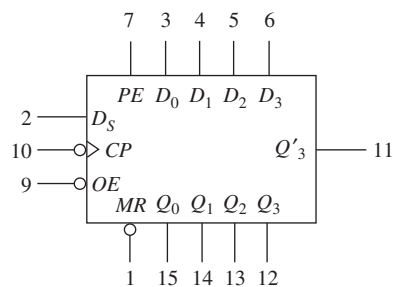 7 3 4 5 6
PE D₀ D₁ D₂ D₃
2 D_S
10 CP Q'₃ 11
9 OE
MR Q₀ Q₁ Q₂ Q₃
1 15 14 13 12